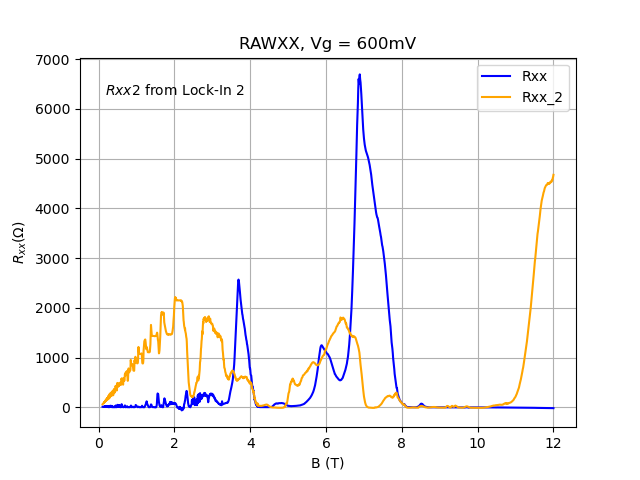 RAWXX, Vg = 600mV
7000
6000
5000
4000
3000
2000
1000
0
Rxx(Ω)
Rxx2 from Lock-In 2
Rxx
Rxx_2
0 2 4 6 8 10 12
B (T)